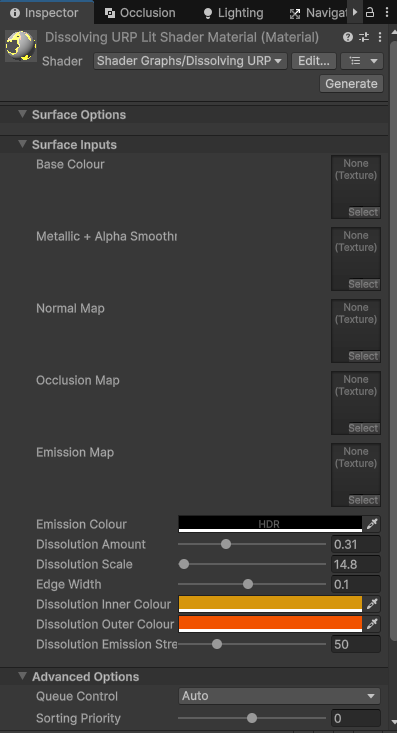 Inspector Occlusion Lighting Navigat
Dissolving URP Lit Shader Material (Material)
Shader Shader Graphs/Dissolving URP Edit...
Generate
Surface Options
Surface Inputs
Base Colour None
(Texture)
Select
Metallic + Alpha Smoothr None
(Texture)
Select
Normal Map None
(Texture)
Select
Occlusion Map None
(Texture)
Select
Emission Map None
(Texture)
Select
Emission Colour HDR
Dissolution Amount 0.31
Dissolution Scale 14.8
Edge Width 0.1
Dissolution Inner Colour
Dissolution Outer Colour
Dissolution Emission Stre 50
Advanced Options
Queue Control Auto
Sorting Priority 0